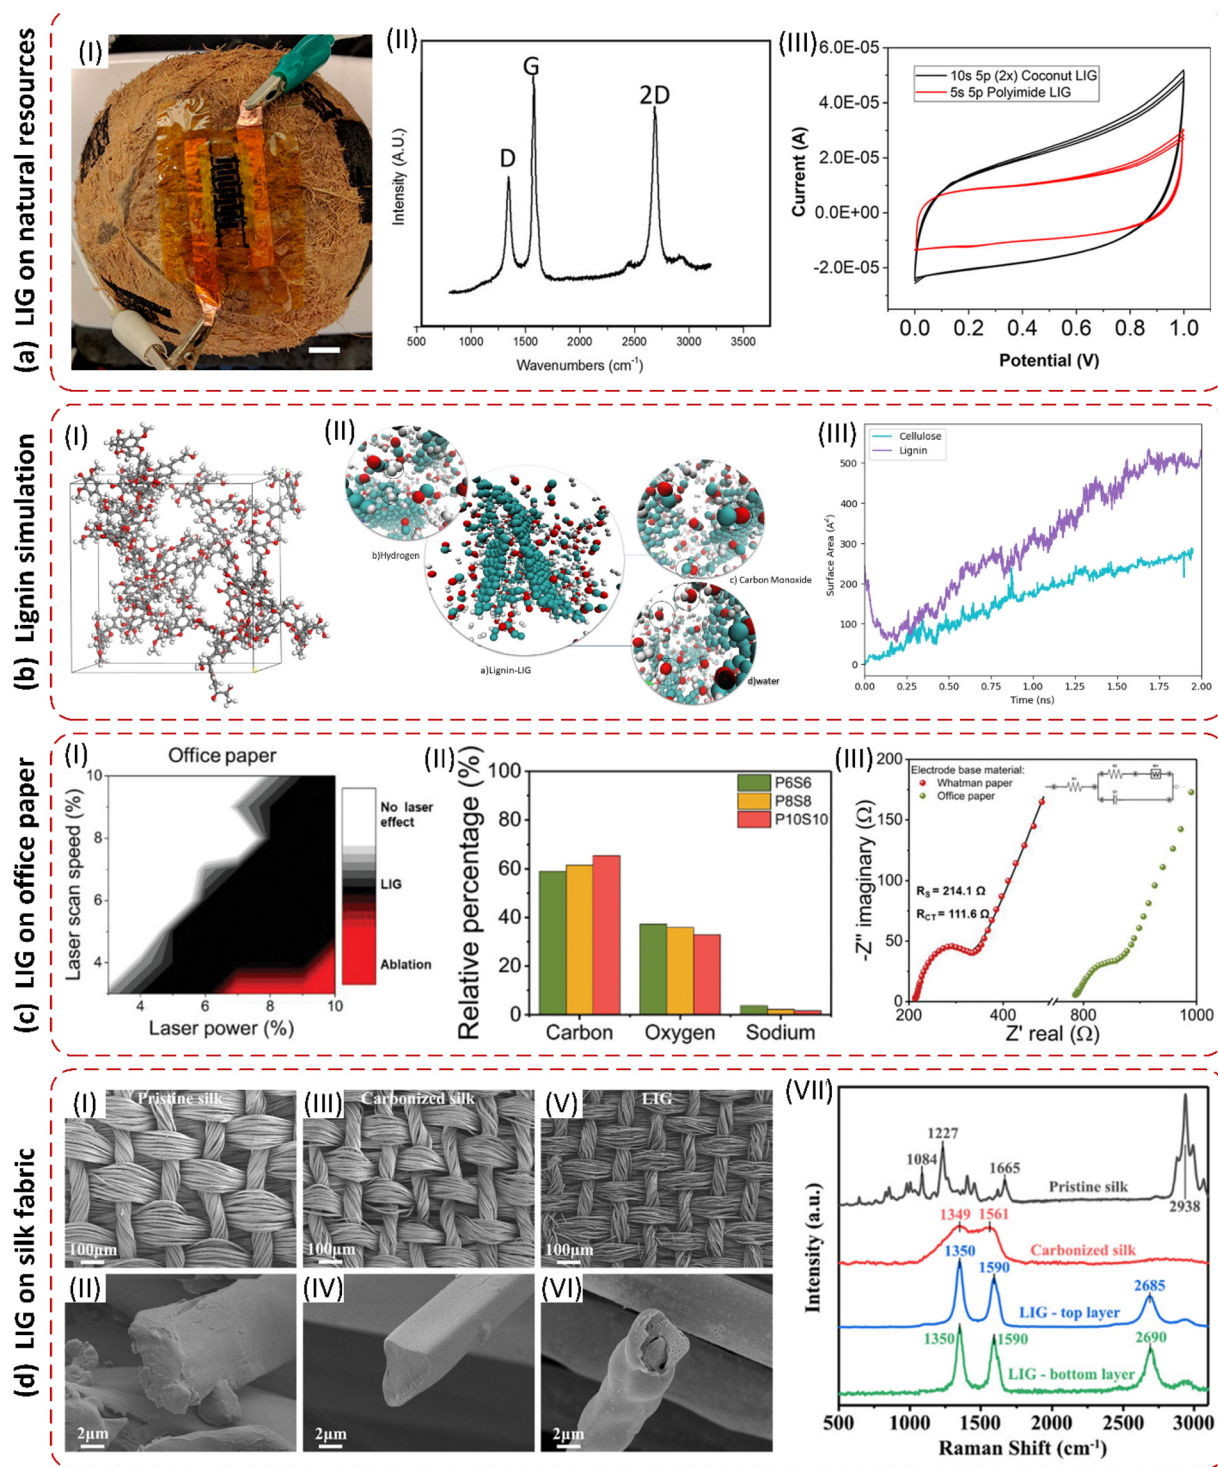 (a) LIG on natural resources
(I)
(II)
D
G
2D
Intensity (A.U.)
500 1000 1500 2000 2500 3000 3500
Wavenumbers (cm⁻¹)
(III)
6.0E-05
4.0E-05
2.0E-05
0.0E+00
-2.0E-05
Current (A)
10s 5p (2x) Coconut LIG
5s 5p Polyimide LIG
0.0 0.2 0.4 0.6 0.8 1.0
Potential (V)
(b) Lignin simulation
(I)
(II)
b)Hydrogen
a)Lignin-LIG
c) Carbon Monoxide
d)water
(III)
Cellulose
Lignin
500
400
300
200
100
0
Surface Area (Å²)
0.00 0.25 0.50 0.75 1.00 1.25 1.50 1.75 2.00
Time (ns)
(c) LIG on office paper
(I)
Office paper
10
8
6
4
Laser scan speed (%)
4 6 8 10
Laser power (%)
No laser
effect
LIG
Ablation
(II)
Relative percentage (%)
100
80
60
40
20
0
P6S6
P8S8
P10S10
Carbon Oxygen Sodium
(III)
200
150
100
50
0
-Z'' imaginary (Ω)
Electrode base material:
Whatman paper
Office paper
R_S = 214.1 Ω
R_CT = 111.6 Ω
200 400 800 1000
Z' real (Ω)
(d) LIG on silk fabric
(I)
Pristine silk
100μm
(III)
Carbonized silk
100μm
(V)
LIG
100μm
(II)
2μm
(IV)
2μm
(VI)
2μm
(VII)
Intensity (a.u.)
1084
1227
1665
2938
Pristine silk
1349 1561
Carbonized silk
1350
1590
2685
LIG - top layer
1350 1590
2690
LIG - bottom layer
500 1000 1500 2000 2500 3000
Raman Shift (cm⁻¹)